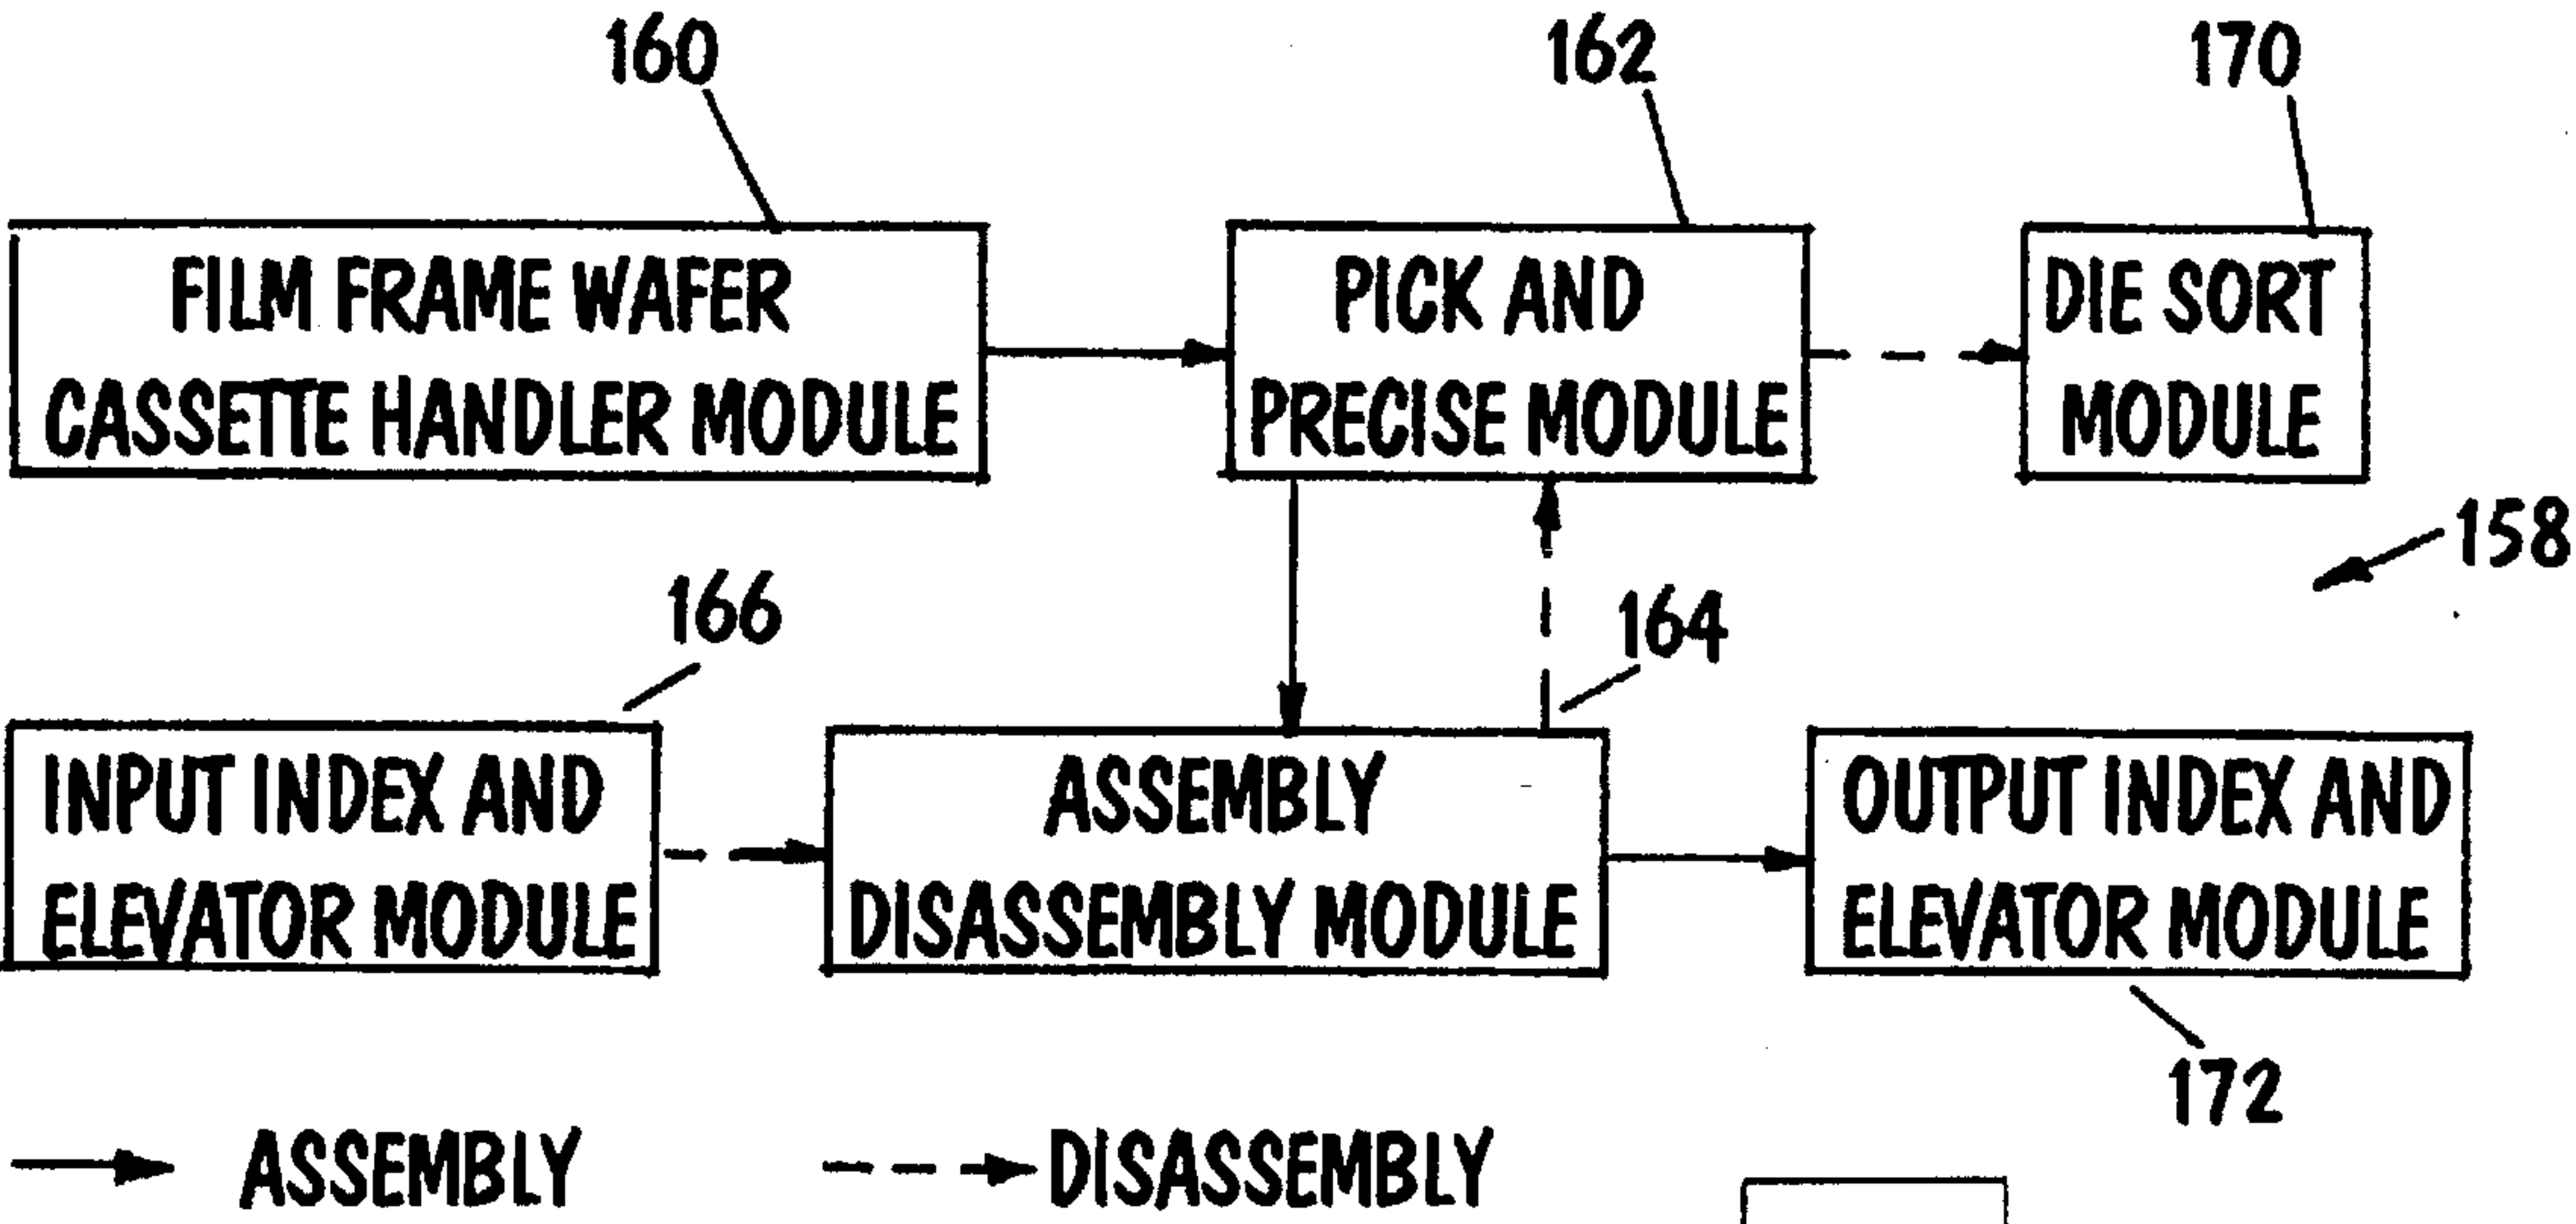 160
162
170
FILM FRAME WAFER
CASSETTE HANDLER MODULE
PICK AND
PRECISE MODULE
DIE SORT
MODULE
158
166
164
INPUT INDEX AND
ELEVATOR MODULE
ASSEMBLY
DISASSEMBLY MODULE
OUTPUT INDEX AND
ELEVATOR MODULE
172
ASSEMBLY
DISASSEMBLY